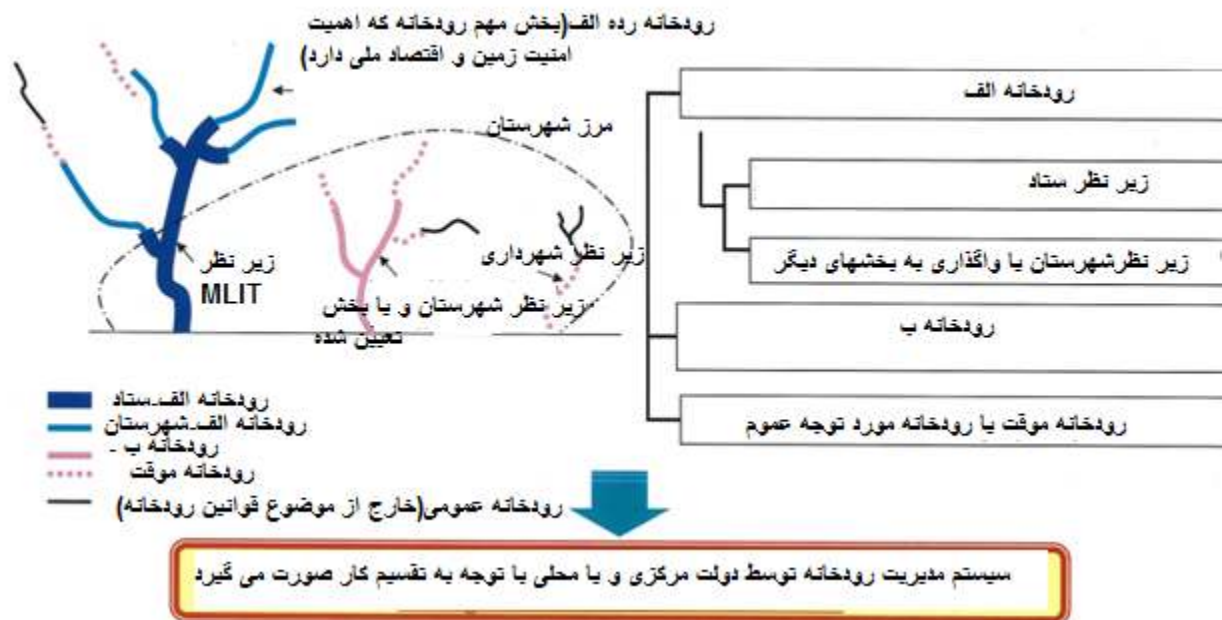 رودخانه رده الف(بخش مهم رودخانه که اهمیت
امنیت زمین و اقتصاد ملی دارد)
مرز شهرستان
زیر نظر
MLIT
زیر نظر شهرداری
زیر نظر شهرستان و یا بخش
تعیین شده
رودخانه الف
زیر نظر ستاد
زیر نظرشهرستان یا واگذاری به بخشهای دیگر
رودخانه ب
رودخانه موقت یا رودخانه مورد توجه عموم
رودخانه الف-ستاد
رودخانه الف-شهرستان
رودخانه ب -
رودخانه موقت
رودخانه عمومی(خارج از موضوع قوانین رودخانه)
سیستم مدیریت رودخانه توسط دولت مرکزی و یا محلی با توجه به تقسیم کار صورت می گیرد